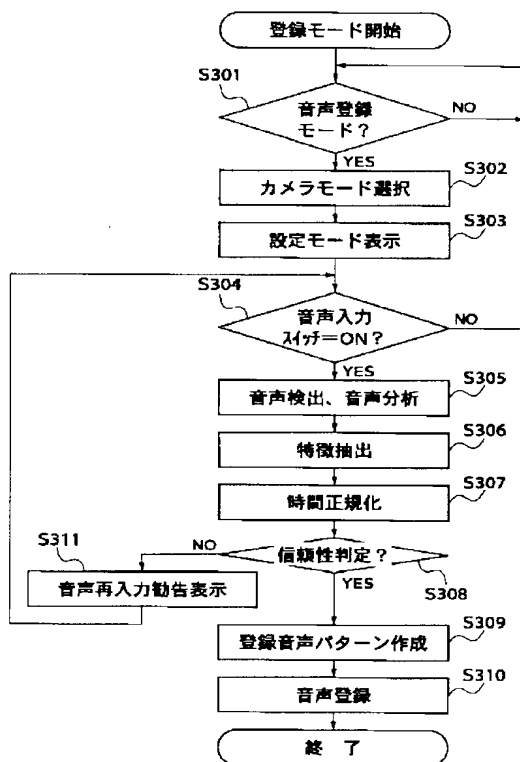 登録モード開始
S301
音声登録
モード？
NO
YES
S302
カメラモード選択
S303
設定モード表示
S304
音声入力
スイッチ＝ON？
NO
YES
S305
音声検出、音声分析
S306
特徴抽出
S307
時間正規化
S311
NO
信頼性判定？
S308
YES
音声再入力勧告表示
S309
登録音声パターン作成
S310
音声登録
終　了